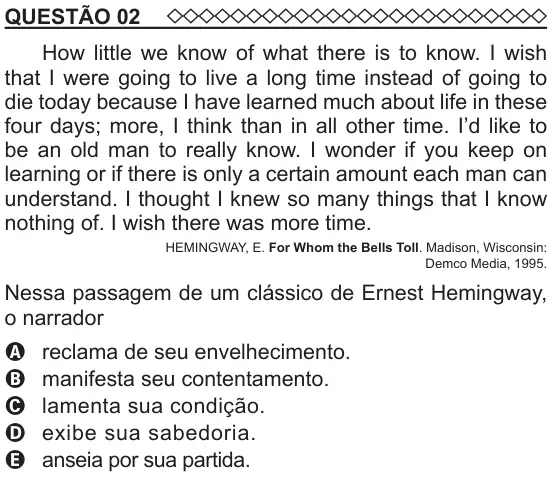 QUESTÃO 02
How little we know of what there is to know. I wish
that I were going to live a long time instead of going to
die today because I have learned much about life in these
four days; more, I think than in all other time. I'd like to
be an old man to really know. I wonder if you keep on
learning or if there is only a certain amount each man can
understand. I thought I knew so many things that I know
nothing of. I wish there was more time.
HEMINGWAY, E. For Whom the Bells Toll. Madison, Wisconsin:
Demco Media, 1995.
Nessa passagem de um clássico de Ernest Hemingway,
o narrador
A reclama de seu envelhecimento.
B manifesta seu contentamento.
C lamenta sua condição.
D exibe sua sabedoria.
E anseia por sua partida.